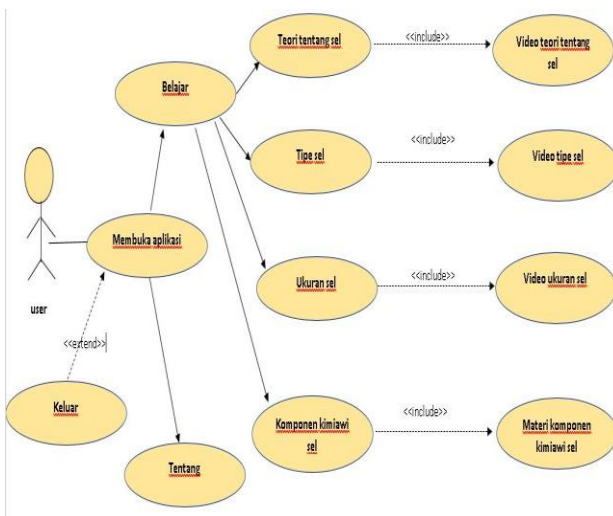 Teori tentang sel
<<include>>
Video teori tentang
sel
Belajar
Tipe sel
<<include>>
Video tipe sel
Membuka aplikasi
user
Ukuran sel
<<include>>
Video ukuran sel
<<extend>>
Keluar
Komponen kimiawi
sel
<<include>>
Materi komponen
kimiawi sel
Tentang